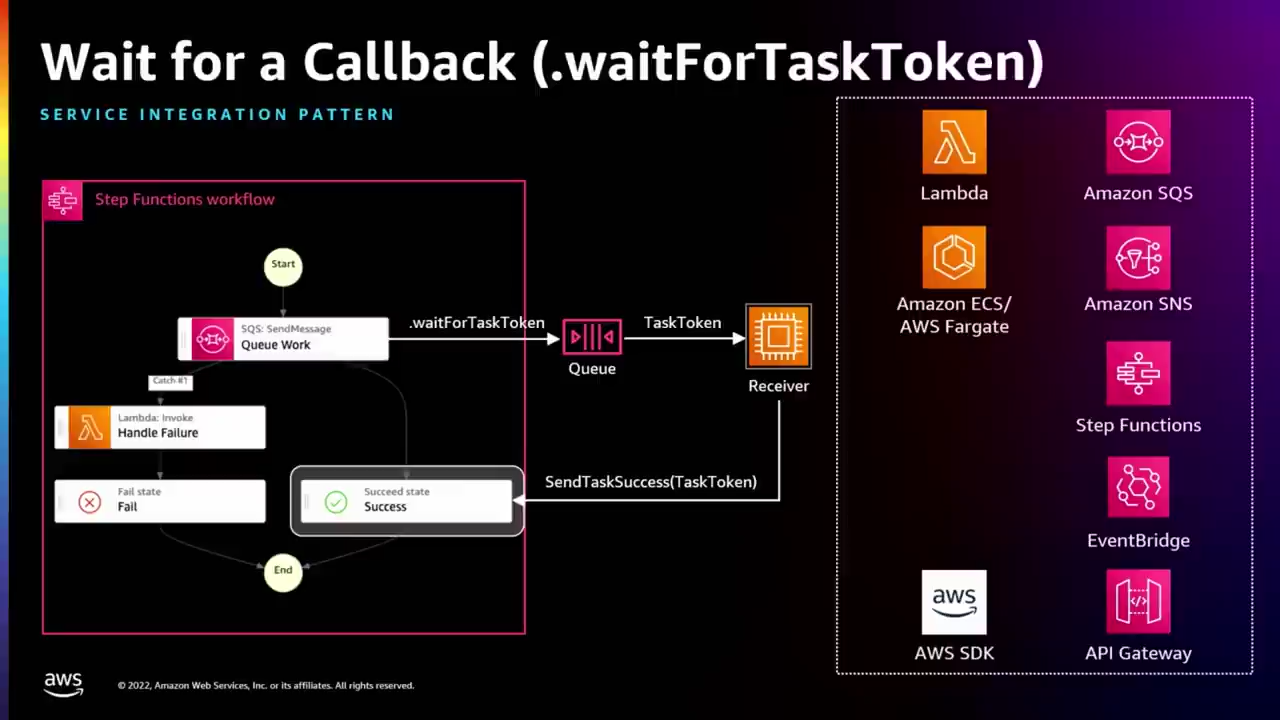 Wait for a Callback (.waitForTaskToken)
SERVICE INTEGRATION PATTERN
Step Functions workflow
Start
SQS: SendMessage
Queue Work
Catch #1
Lambda: Invoke
Handle Failure
Fail state
Fail
Succeed state
Success
End
.waitForTaskToken
Queue
TaskToken
Receiver
SendTaskSuccess(TaskToken)
Lambda
Amazon SQS
Amazon ECS/
AWS Fargate
Amazon SNS
Step Functions
EventBridge
aws
AWS SDK
API Gateway
aws
© 2022, Amazon Web Services, Inc. or its affiliates. All rights reserved.